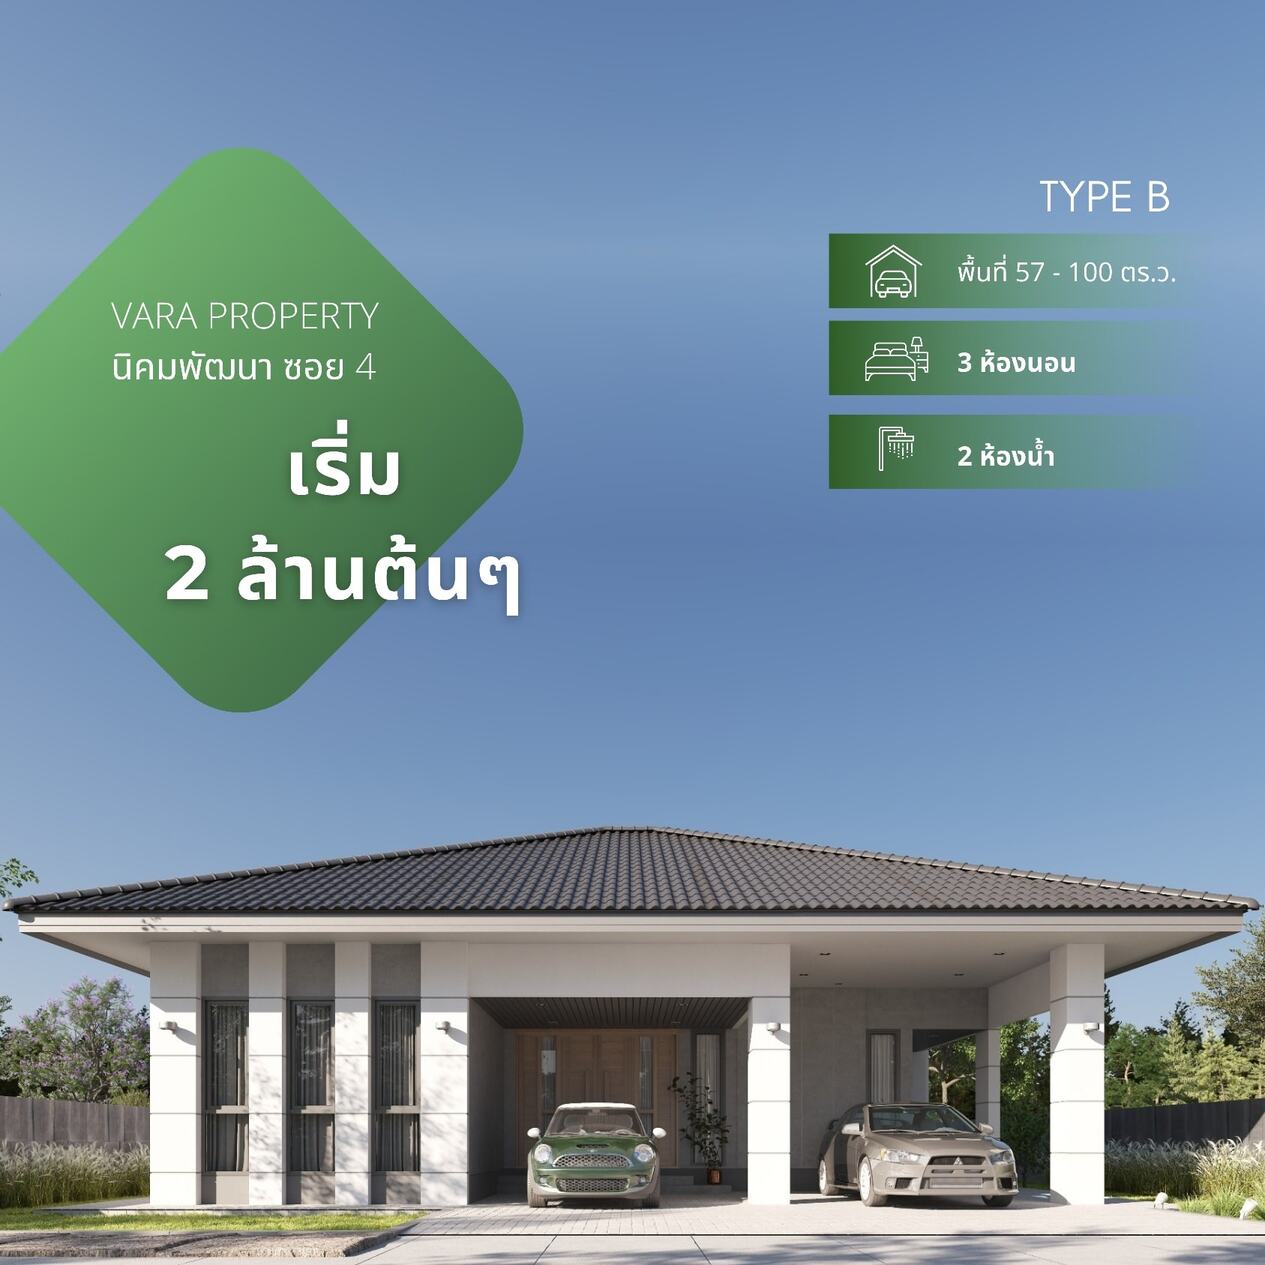 VARA PROPERTY
นิคมพัฒนา ซอย 4
เริ่ม
2 ล้านต้นๆ
TYPE B
พื้นที่ 57 - 100 ตร.ว.
3 ห้องนอน
2 ห้องน้ำ